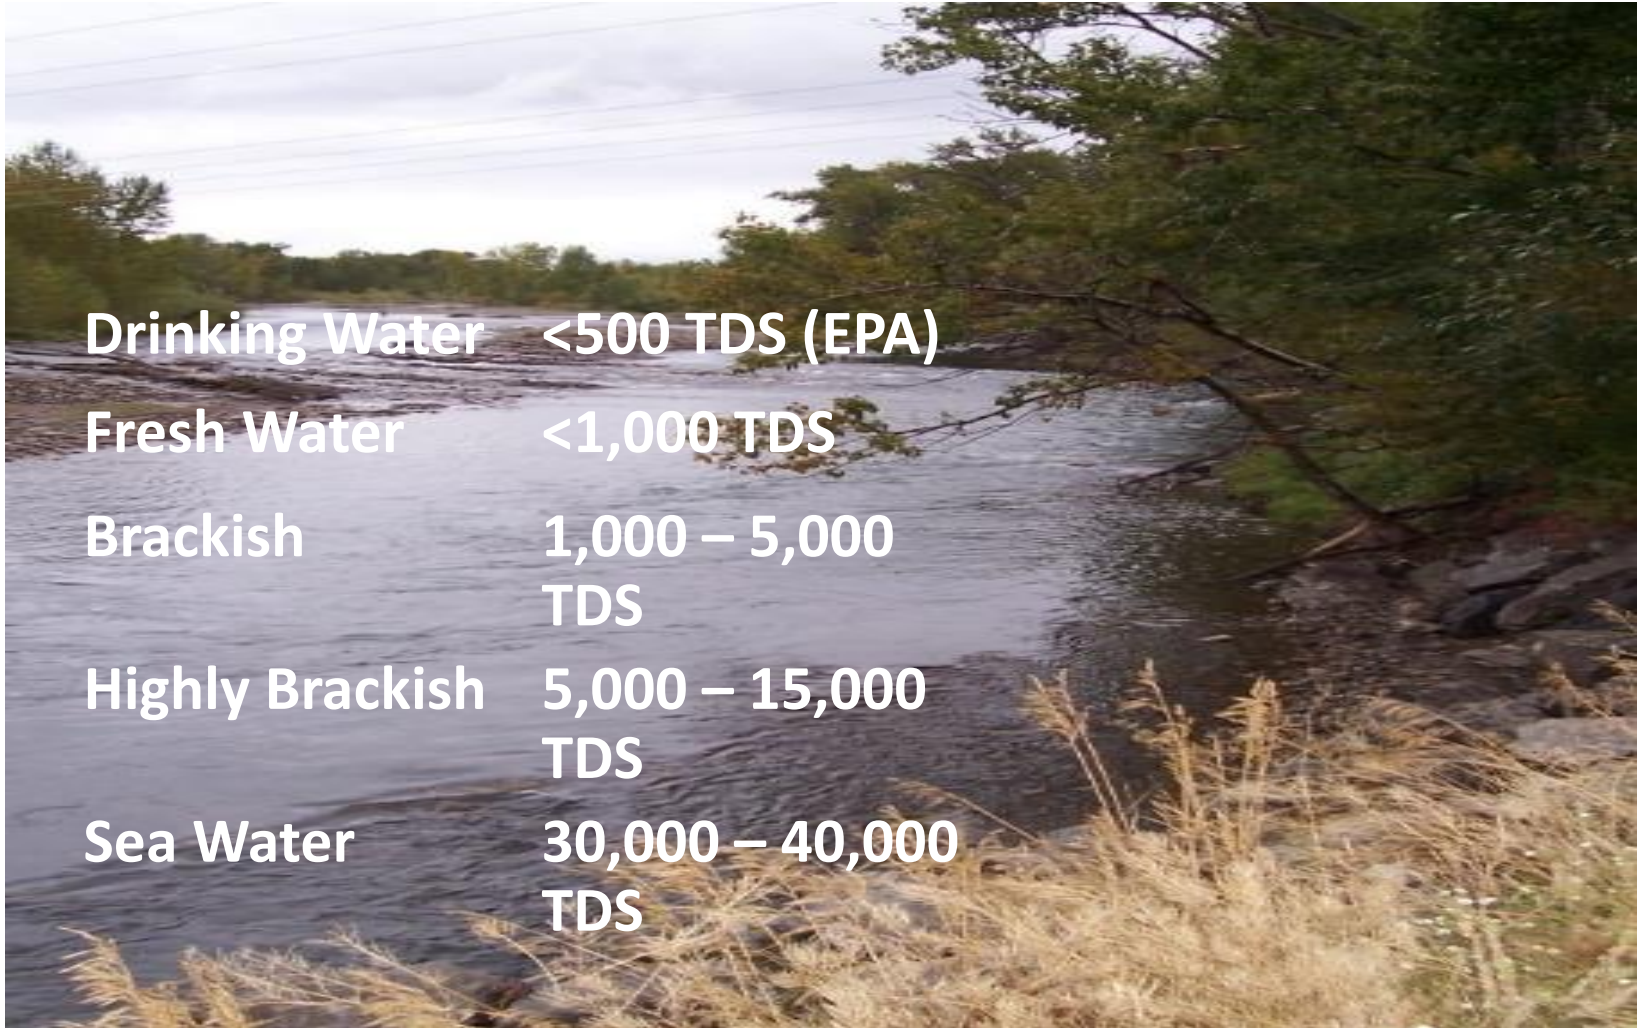 Drinking Water <500 TDS (EPA)
Fresh Water <1,000 TDS
Brackish 1,000 – 5,000
TDS
Highly Brackish 5,000 – 15,000
TDS
Sea Water 30,000 – 40,000
TDS